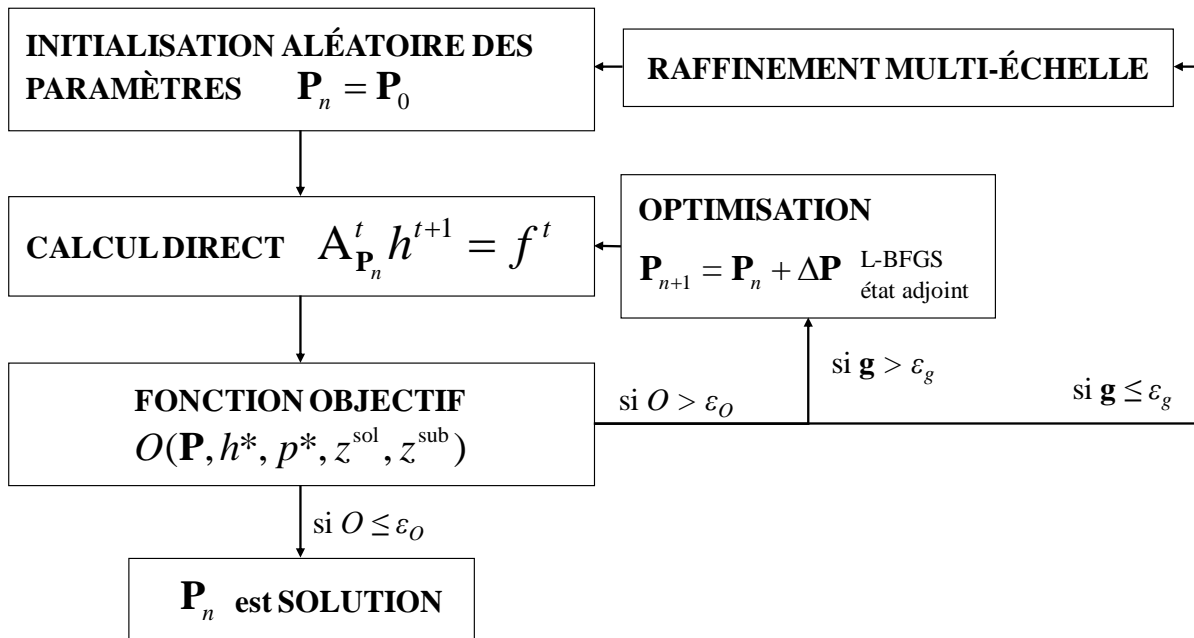 INITIALISATION ALÉATOIRE DES
PARAMÈTRES P_n = P_0
RAFFINEMENT MULTI-ÉCHELLE
CALCUL DIRECT A^t_{P_n} h^{t+1} = f^t
OPTIMISATION
P_{n+1} = P_n + ΔP L-BFGS
état adjoint
FONCTION OBJECTIF
O(P, h*, p*, z^sol, z^sub)
si O > ε_O
si g > ε_g
si g ≤ ε_g
si O ≤ ε_O
P_n est SOLUTION